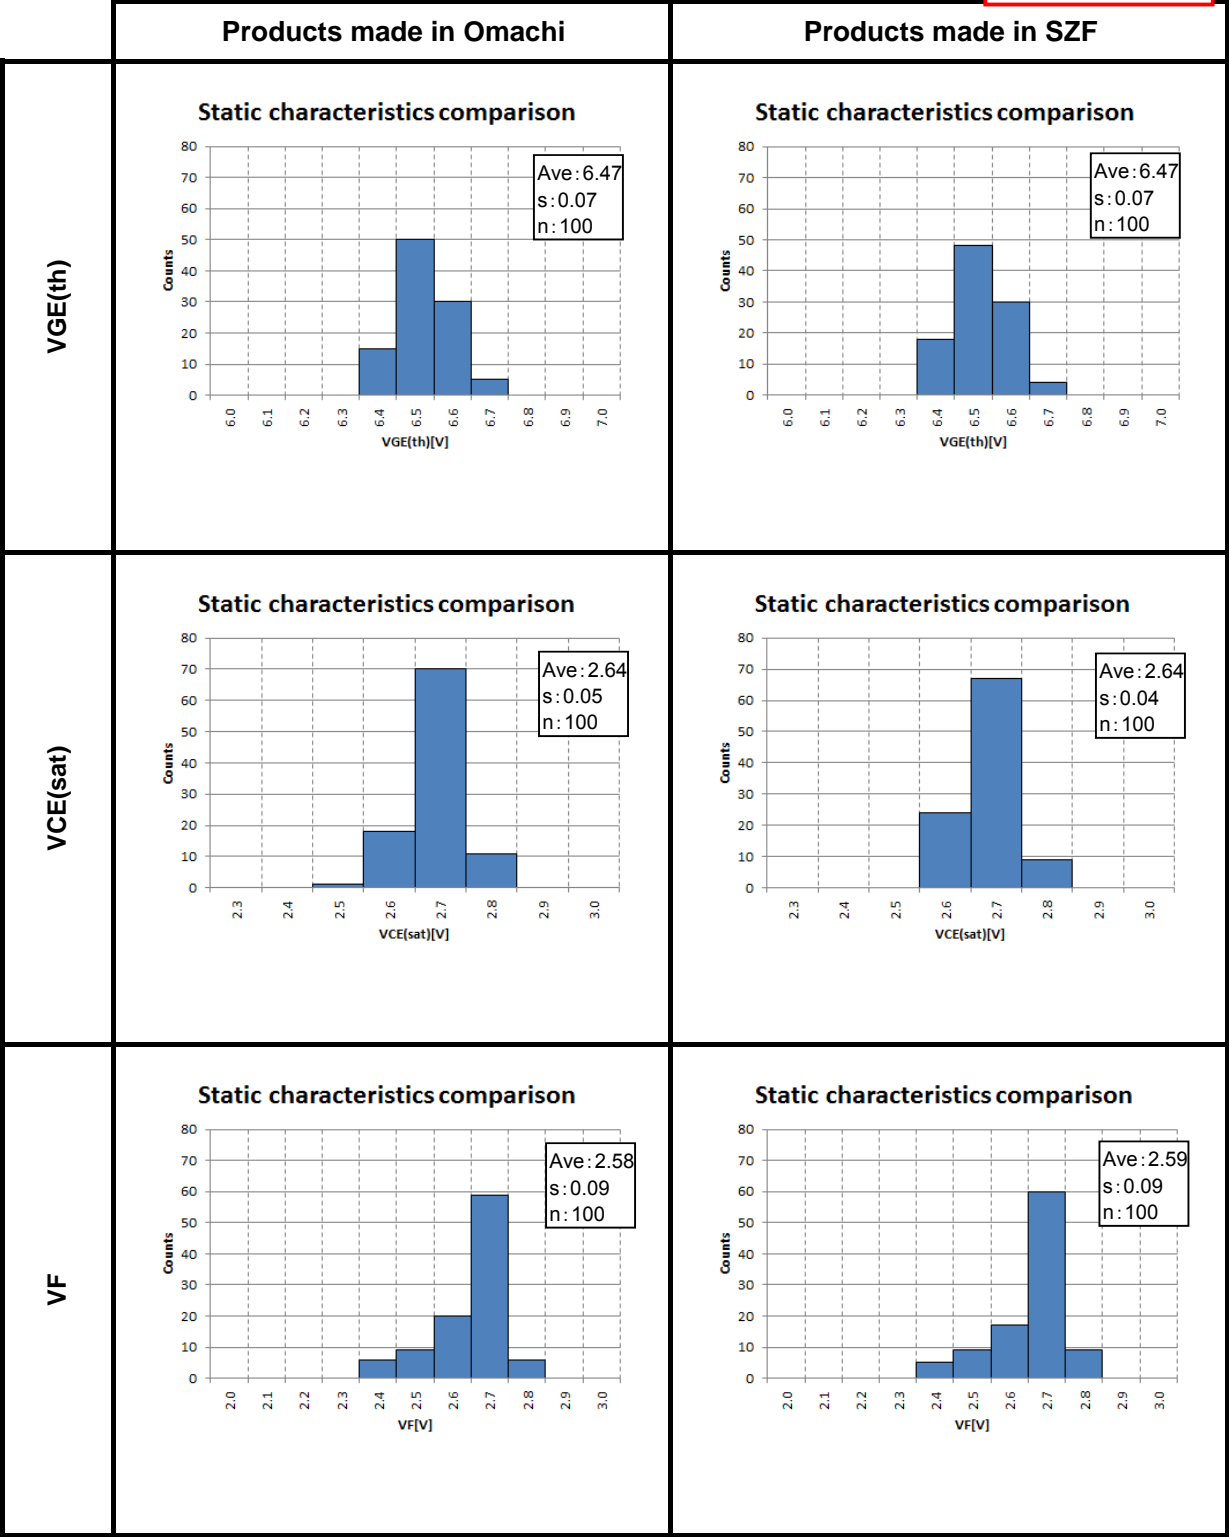 Products made in Omachi
Products made in SZF
VGE(th)
Static characteristics comparison
80
70
60
50
40
30
20
10
0
Counts
Ave:6.47
s:0.07
n:100
6.0 6.1 6.2 6.3 6.4 6.5 6.6 6.7 6.8 6.9 7.0
VGE(th)[V]
Static characteristics comparison
80
70
60
50
40
30
20
10
0
Counts
Ave:6.47
s:0.07
n:100
6.0 6.1 6.2 6.3 6.4 6.5 6.6 6.7 6.8 6.9 7.0
VGE(th)[V]
VCE(sat)
Static characteristics comparison
80
70
60
50
40
30
20
10
0
Counts
Ave:2.64
s:0.05
n:100
2.3 2.4 2.5 2.6 2.7 2.8 2.9 3.0
VCE(sat)[V]
Static characteristics comparison
80
70
60
50
40
30
20
10
0
Counts
Ave:2.64
s:0.04
n:100
2.3 2.4 2.5 2.6 2.7 2.8 2.9 3.0
VCE(sat)[V]
VF
Static characteristics comparison
80
70
60
50
40
30
20
10
0
Counts
Ave:2.58
s:0.09
n:100
2.0 2.1 2.2 2.3 2.4 2.5 2.6 2.7 2.8 2.9 3.0
VF[V]
Static characteristics comparison
80
70
60
50
40
30
20
10
0
Counts
Ave:2.59
s:0.09
n:100
2.0 2.1 2.2 2.3 2.4 2.5 2.6 2.7 2.8 2.9 3.0
VF[V]